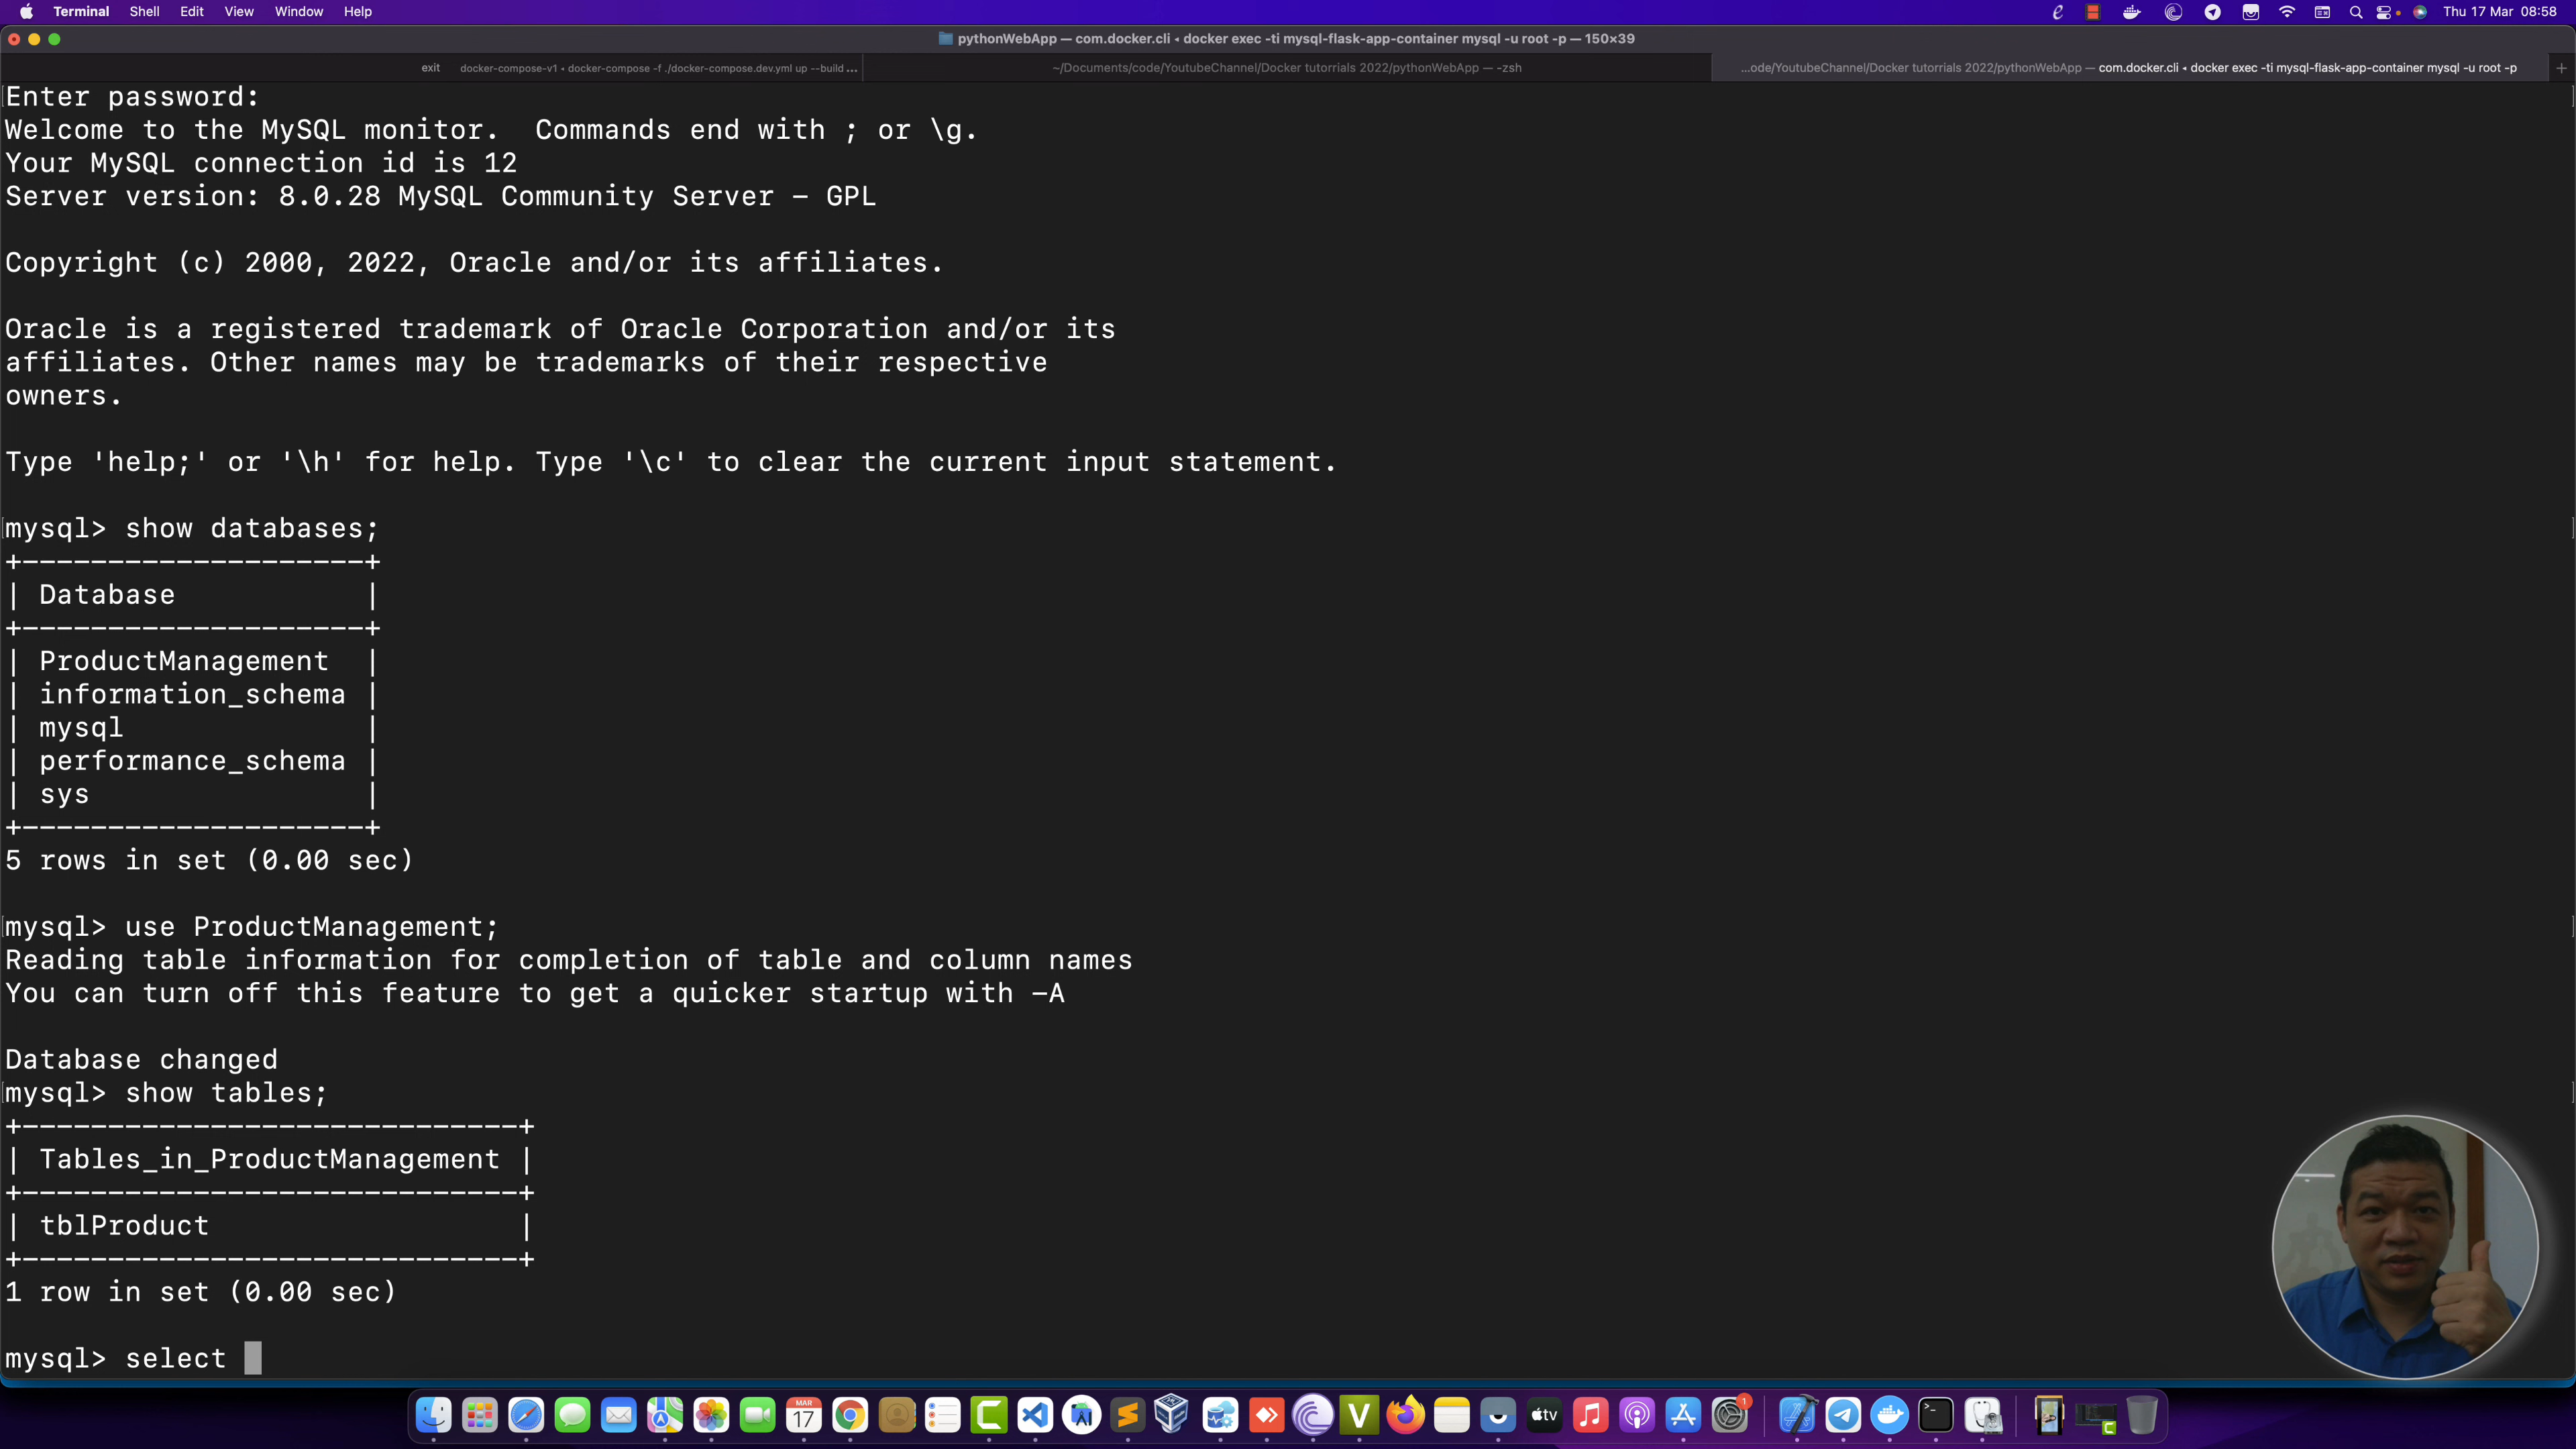 Terminal Shell Edit View Window Help Thu 17 Mar 08:58
pythonWebApp — com.docker.cli ◂ docker exec -ti mysql-flask-app-container mysql -u root -p — 150×39
exit docker-compose-v1 • docker-compose -f ./docker-compose.dev.yml up --build ... ~/Documents/code/YoutubeChannel/Docker tutorrials 2022/pythonWebApp — -zsh ...ode/YoutubeChannel/Docker tutorrials 2022/pythonWebApp — com.docker.cli ◂ docker exec -ti mysql-flask-app-container mysql -u root -p +
Enter password:
Welcome to the MySQL monitor.  Commands end with ; or \g.
Your MySQL connection id is 12
Server version: 8.0.28 MySQL Community Server - GPL
Copyright (c) 2000, 2022, Oracle and/or its affiliates.
Oracle is a registered trademark of Oracle Corporation and/or its
affiliates. Other names may be trademarks of their respective
owners.
Type 'help;' or '\h' for help. Type '\c' to clear the current input statement.
mysql> show databases;
+--------------------+
| Database           |
+--------------------+
| ProductManagement  |
| information_schema |
| mysql              |
| performance_schema |
| sys                |
+--------------------+
5 rows in set (0.00 sec)
mysql> use ProductManagement;
Reading table information for completion of table and column names
You can turn off this feature to get a quicker startup with -A
Database changed
mysql> show tables;
+-----------------------------+
| Tables_in_ProductManagement |
+-----------------------------+
| tblProduct                  |
+-----------------------------+
1 row in set (0.00 sec)
mysql> select
MAR
17
tv
1